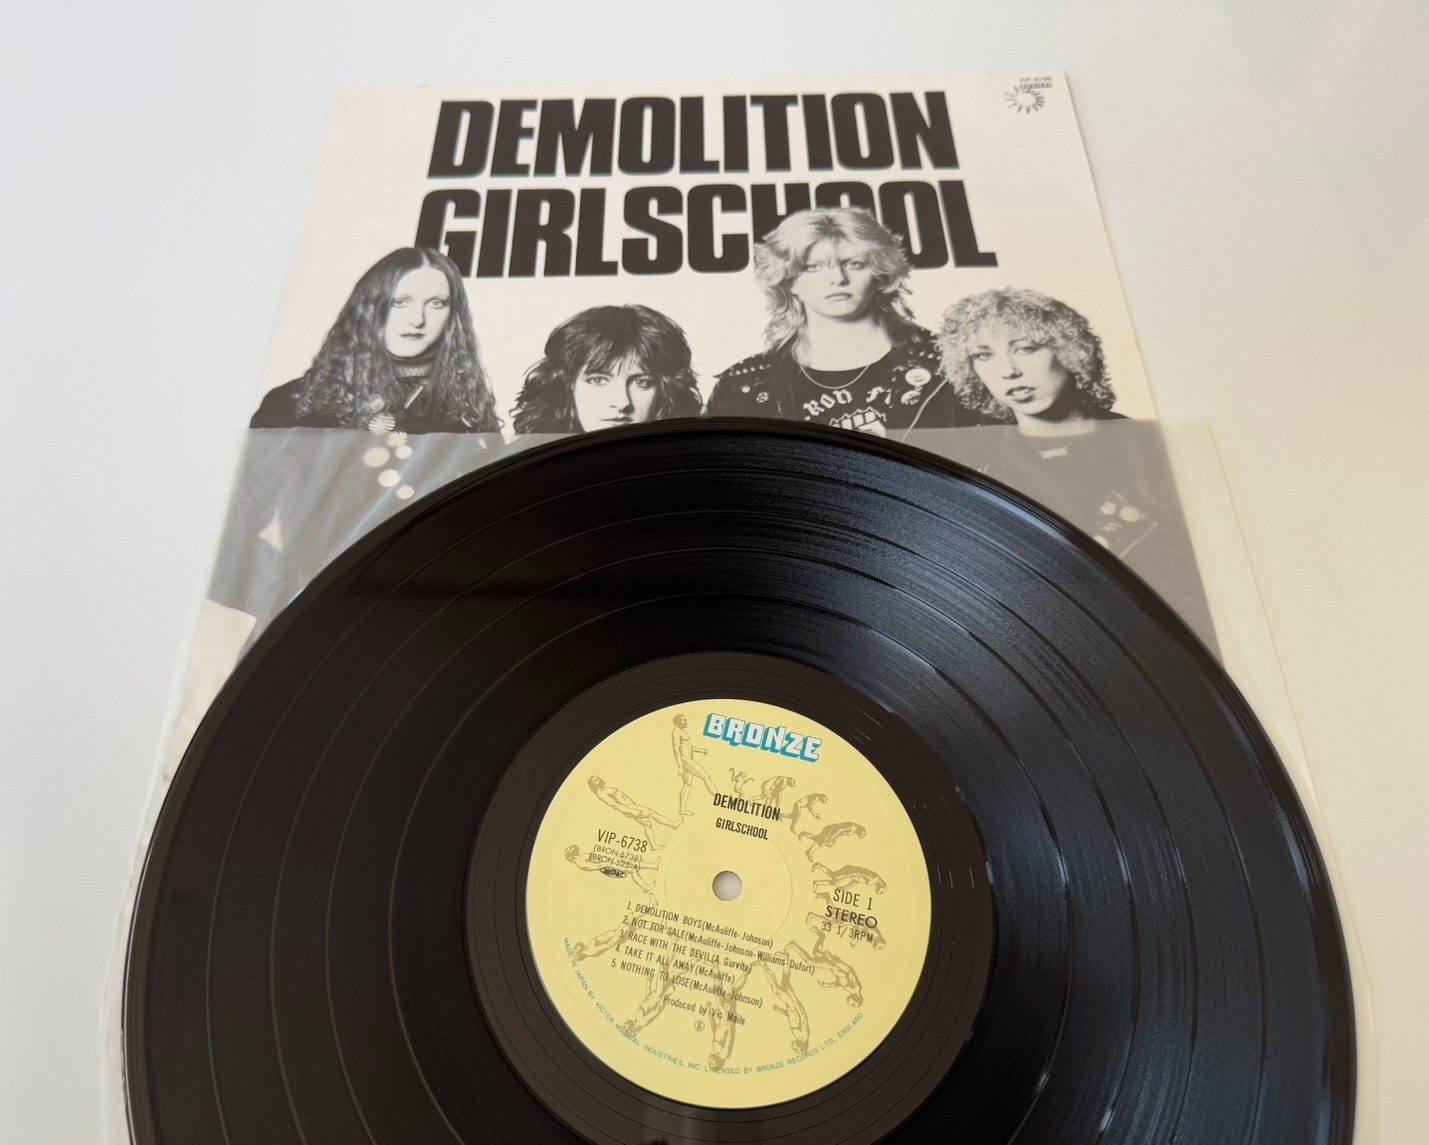 VIP-6738
DEMOLITION
GIRLSCHOOL
BRONZE
DEMOLITION
GIRLSCHOOL
VIP-6738
(BRON-6738)
(BRON-525-A)
SIDE 1
STEREO
33 1/3RPM
1. DEMOLITION BOYS(McAuliffe-Johnson)
2. NOT FOR SALE(McAuliffe-Johnson-Williams-Dufort)
3. RACE WITH THE DEVIL(A. Gurvitz)
4. TAKE IT ALL AWAY(McAuliffe)
5. NOTHING TO LOSE(McAuliffe-Johnson)
Produced by Vic Maile
MADE IN JAPAN BY VICTOR MUSICAL INDUSTRIES, INC. LICENSED BY BRONZE RECORDS LTD., ENGLAND